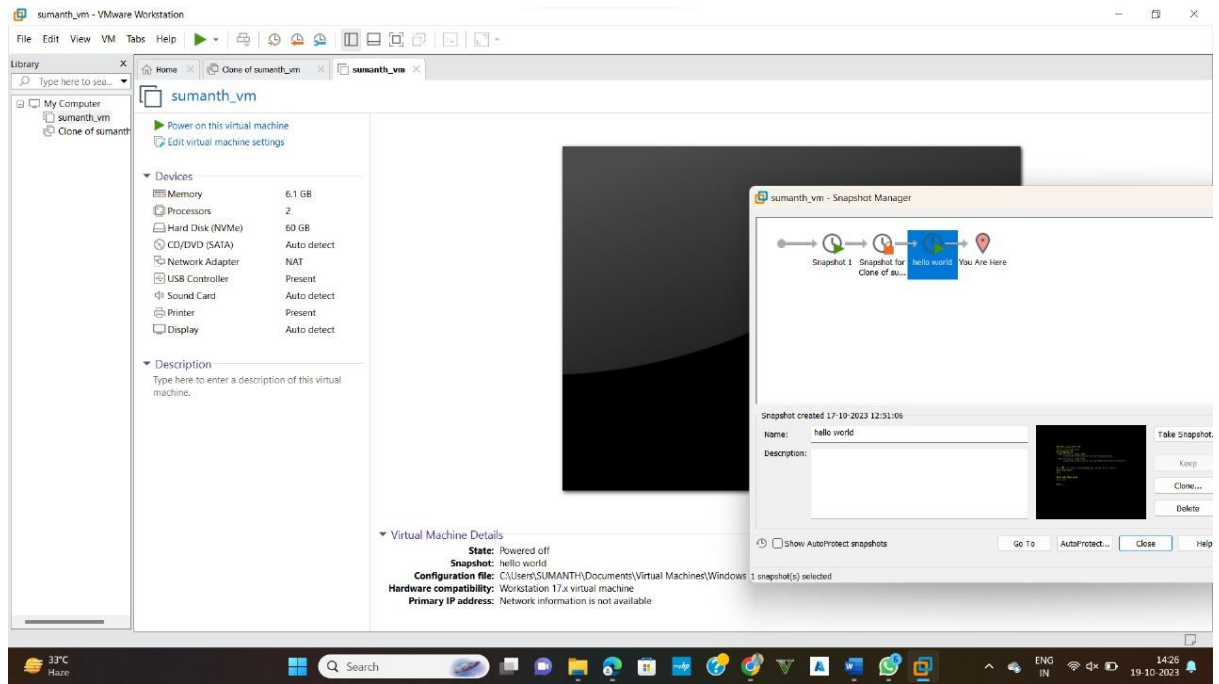 sumanth_vm - VMware Workstation
File Edit View VM Tabs Help
Library X
Type here to sea...
My Computer
sumanth_vm
Clone of sumanth
Home
Clone of sumanth_vm
sumanth_vm
sumanth_vm
Power on this virtual machine
Edit virtual machine settings
Devices
Memory 6.1 GB
Processors 2
Hard Disk (NVMe) 60 GB
CD/DVD (SATA) Auto detect
Network Adapter NAT
USB Controller Present
Sound Card Auto detect
Printer Present
Display Auto detect
Description
Type here to enter a description of this virtual
machine.
Virtual Machine Details
State: Powered off
Snapshot: hello world
Configuration file: C:\Users\SUMANTH\Documents\Virtual Machines\Windows
Hardware compatibility: Workstation 17.x virtual machine
Primary IP address: Network information is not available
sumanth_vm - Snapshot Manager
Snapshot 1
Snapshot for
Clone of su...
hello world
You Are Here
Snapshot created 17-10-2023 12:51:06
Name: hello world
Description:
Take Snapshot.
Keep
Clone...
Delete
Show AutoProtect snapshots
Go To
AutoProtect...
Close
Help
1 snapshot(s) selected
33°C
Haze
Search
ENG
IN
14:26
19-10-2023